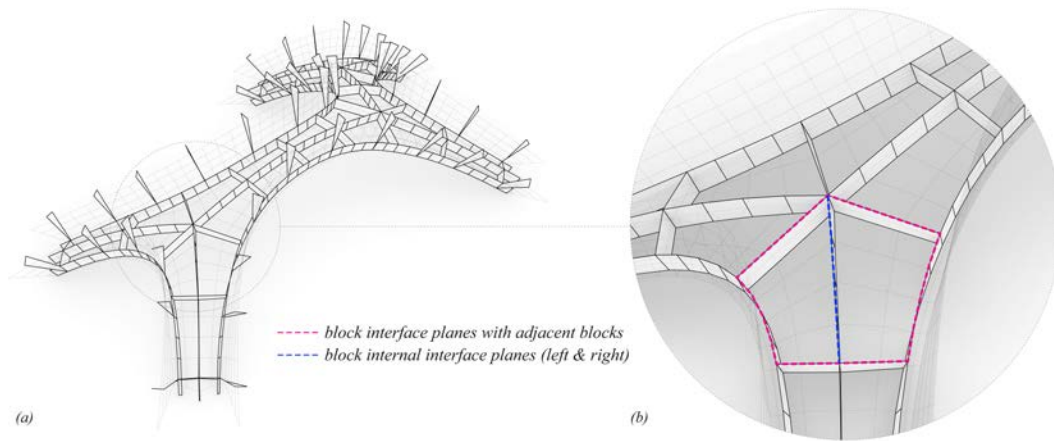 block interface planes with adjacent blocks
block internal interface planes (left & right)
(a)
(b)